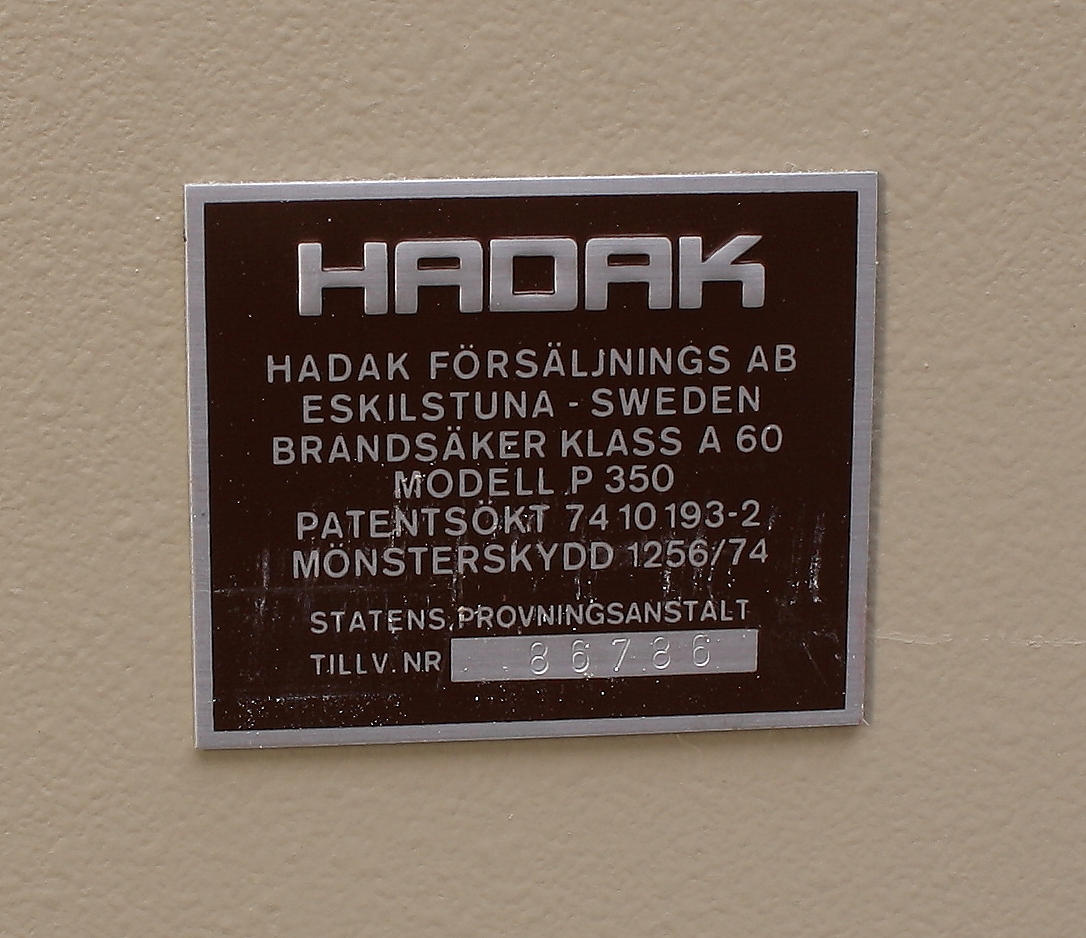 HADAK
HADAK FÖRSÄLJNINGS AB
ESKILSTUNA - SWEDEN
BRANDSÄKER KLASS A 60
MODELL P 350
PATENTSÖKT 74 10 193-2
MÖNSTERSKYDD 1256/74
STATENS PROVNINGSANSTALT
TILLV. NR 86786